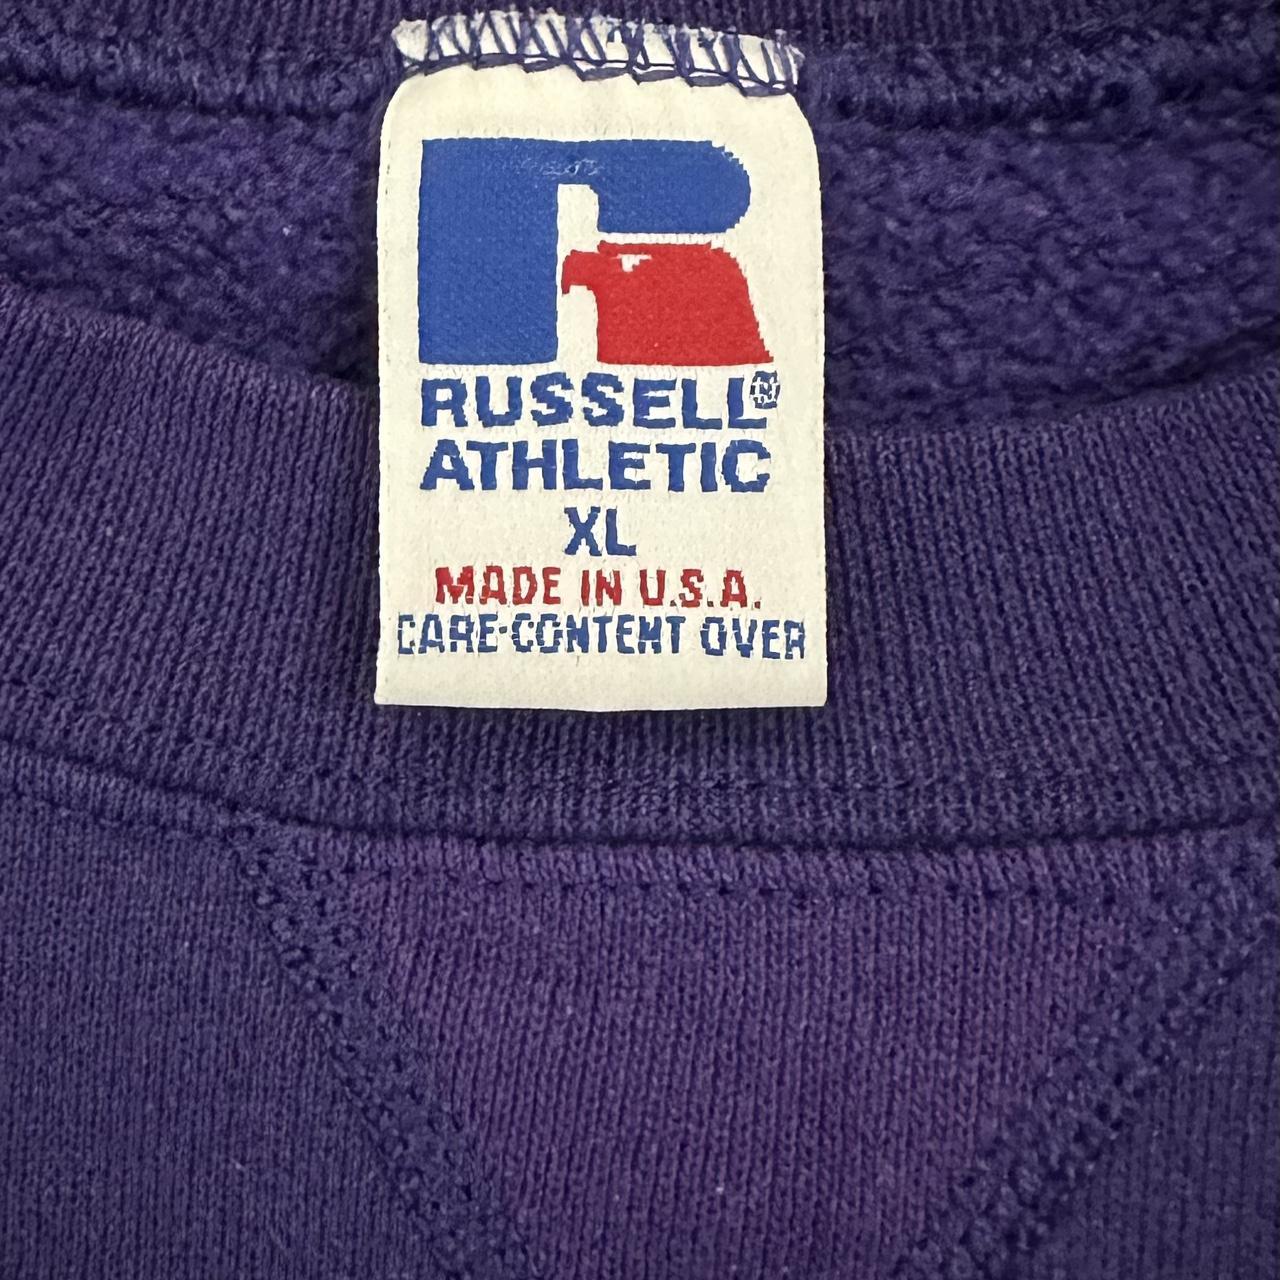 RUSSELL®
ATHLETIC
XL
MADE IN U.S.A.
CARE·CONTENT OVER